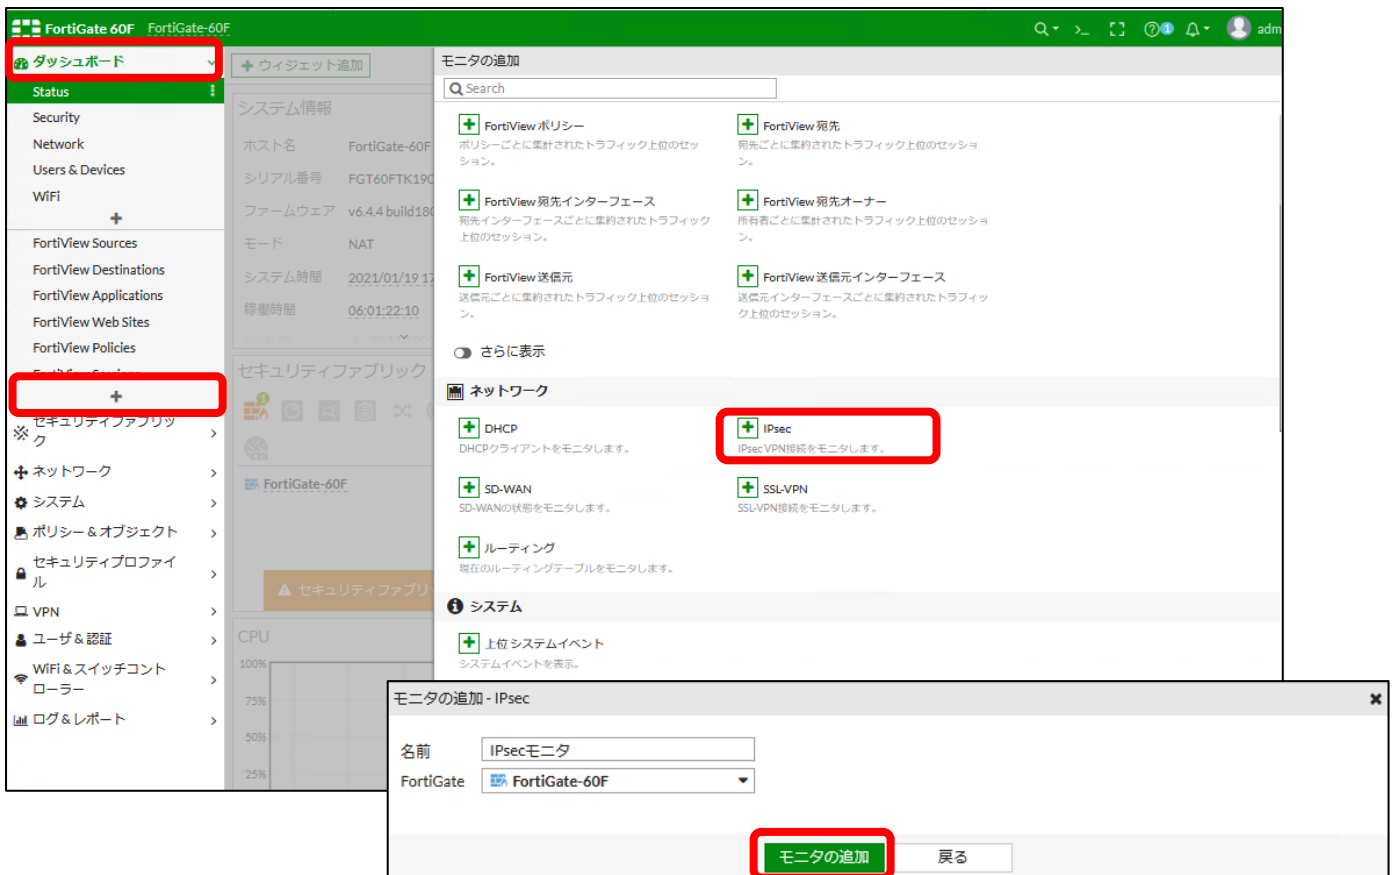 FortiGate 60F FortiGate-60F
adm
ダッシュボード
Status
Security
Network
Users & Devices
WiFi
FortiView Sources
FortiView Destinations
FortiView Applications
FortiView Web Sites
FortiView Policies
セキュリティファブリッ
ク
ネットワーク
システム
ポリシー＆オブジェクト
セキュリティプロファイ
ル
VPN
ユーザ＆認証
WiFi＆スイッチコント
ローラー
ログ＆レポート
ウィジェット追加
システム情報
ホスト名 FortiGate-60F
シリアル番号 FGT60FTK190
ファームウェア v6.4.4 build180
モード NAT
システム時間 2021/01/19 17
稼働時間 06:01:22:10
セキュリティファブリック
1
FortiGate-60F
セキュリティファブリ
CPU
100%
75%
50%
25%
モニタの追加
Search
FortiView ポリシー
ポリシーごとに集計されたトラフィック上位のセッ
ション。
FortiView 宛先
宛先ごとに集約されたトラフィック上位のセッショ
ン。
FortiView 宛先インターフェース
宛先インターフェースごとに集約されたトラフィック
上位のセッション。
FortiView 宛先オーナー
所有者ごとに集計されたトラフィック上位のセッショ
ン。
FortiView 送信元
送信元ごとに集約されたトラフィック上位のセッショ
ン。
FortiView 送信元インターフェース
送信元インターフェースごとに集約されたトラフィッ
ク上位のセッション。
さらに表示
ネットワーク
DHCP
DHCPクライアントをモニタします。
IPsec
IPsec VPN接続をモニタします。
SD-WAN
SD-WANの状態をモニタします。
SSL-VPN
SSL-VPN接続をモニタします。
ルーティング
現在のルーティングテーブルをモニタします。
システム
上位システムイベント
システムイベントを表示。
モニタの追加 - IPsec
名前 IPsecモニタ
FortiGate FortiGate-60F
モニタの追加 戻る